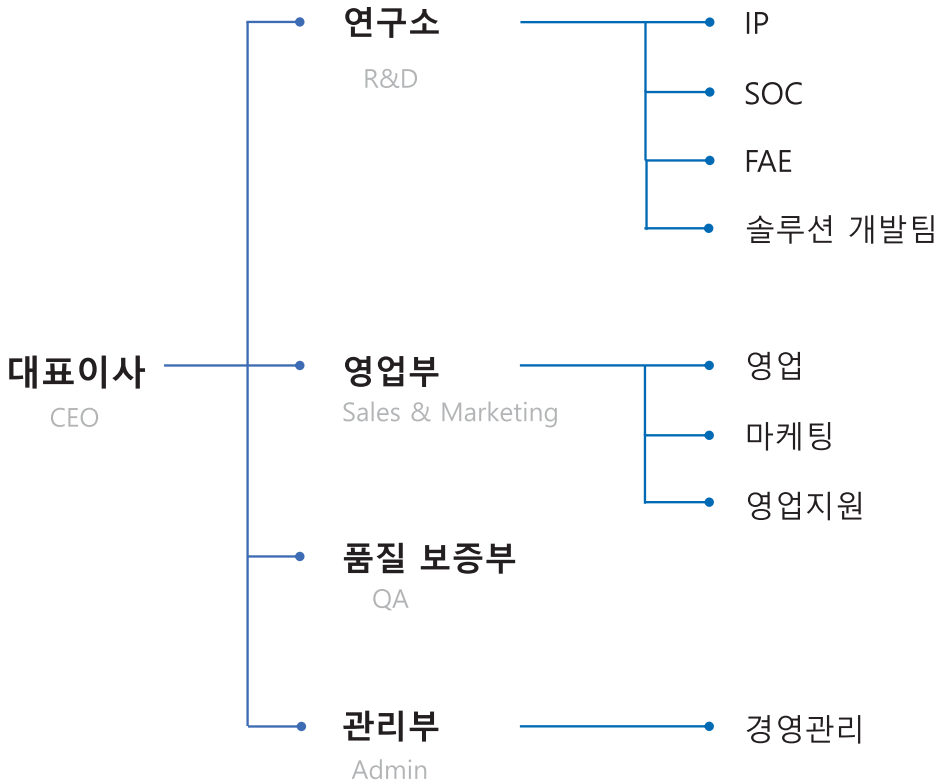 대표이사
CEO
연구소
R&D
IP
SOC
FAE
솔루션 개발팀
영업부
Sales & Marketing
영업
마케팅
영업지원
품질 보증부
QA
관리부
Admin
경영관리